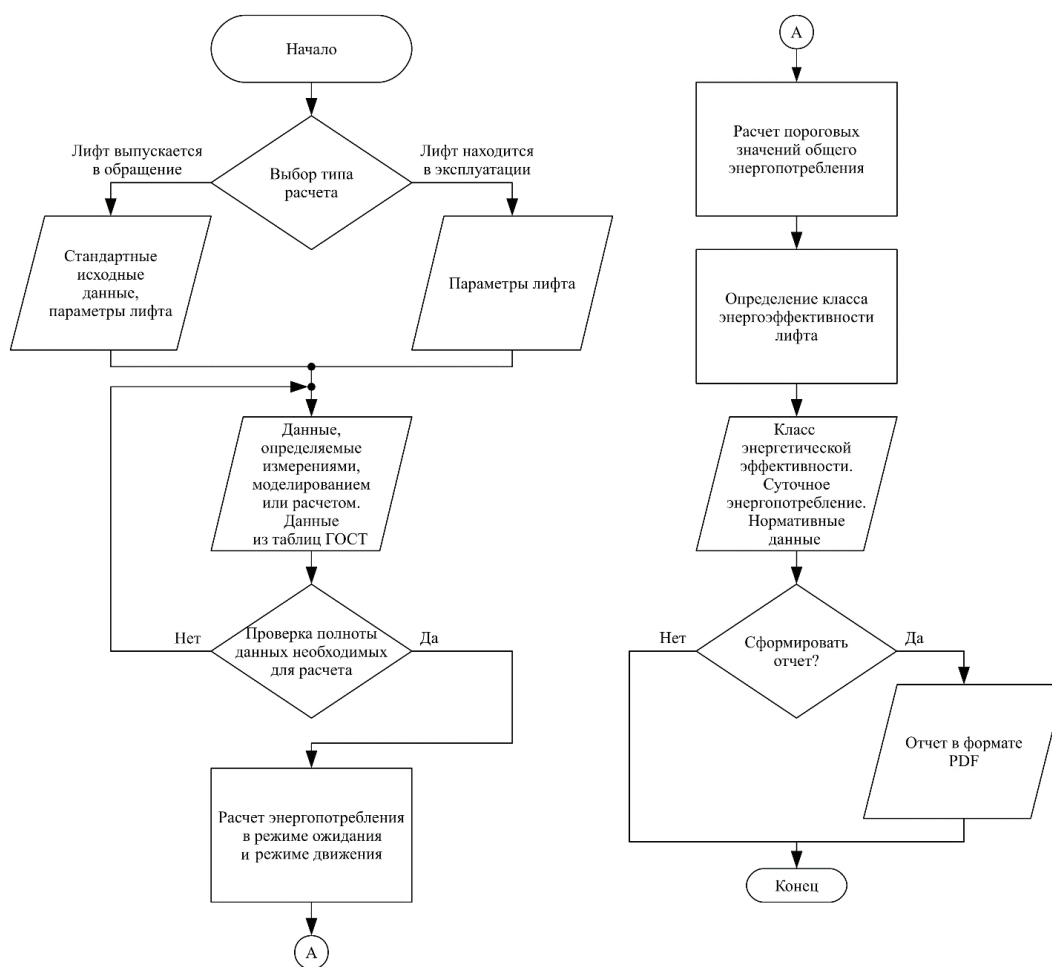 Начало
Лифт выпускается
в обращение
Выбор типа
расчета
Лифт находится
в эксплуатации
Стандартные
исходные
данные,
параметры лифта
Параметры лифта
Данные,
определяемые
измерениями,
моделированием
или расчетом.
Данные
из таблиц ГОСТ
Нет
Проверка полноты
данных необходимых
для расчета
Да
Расчет энергопотребления
в режиме ожидания
и режиме движения
А
А
Расчет пороговых
значений общего
энергопотребления
Определение класса
энергоэффективности
лифта
Класс
энергетической
эффективности.
Суточное
энергопотребление.
Нормативные
данные
Нет
Сформировать
отчет?
Да
Отчет в формате
PDF
Конец